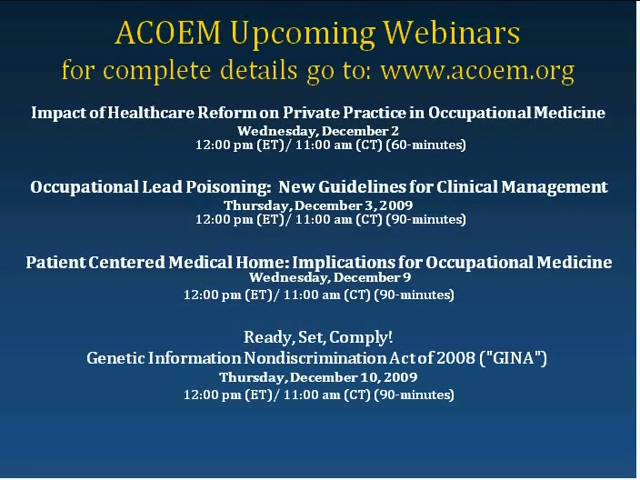 ACOEM Upcoming Webinars
for complete details go to: www.acoem.org
Impact of Healthcare Reform on Private Practice in Occupational Medicine
Wednesday, December 2
12:00 pm (ET)/ 11:00 am (CT) (60-minutes)
Occupational Lead Poisoning: New Guidelines for Clinical Management
Thursday, December 3, 2009
12:00 pm (ET)/ 11:00 am (CT) (90-minutes)
Patient Centered Medical Home: Implications for Occupational Medicine
Wednesday, December 9
12:00 pm (ET)/ 11:00 am (CT) (90-minutes)
Ready, Set, Comply!
Genetic Information Nondiscrimination Act of 2008 ("GINA")
Thursday, December 10, 2009
12:00 pm (ET)/ 11:00 am (CT) (90-minutes)